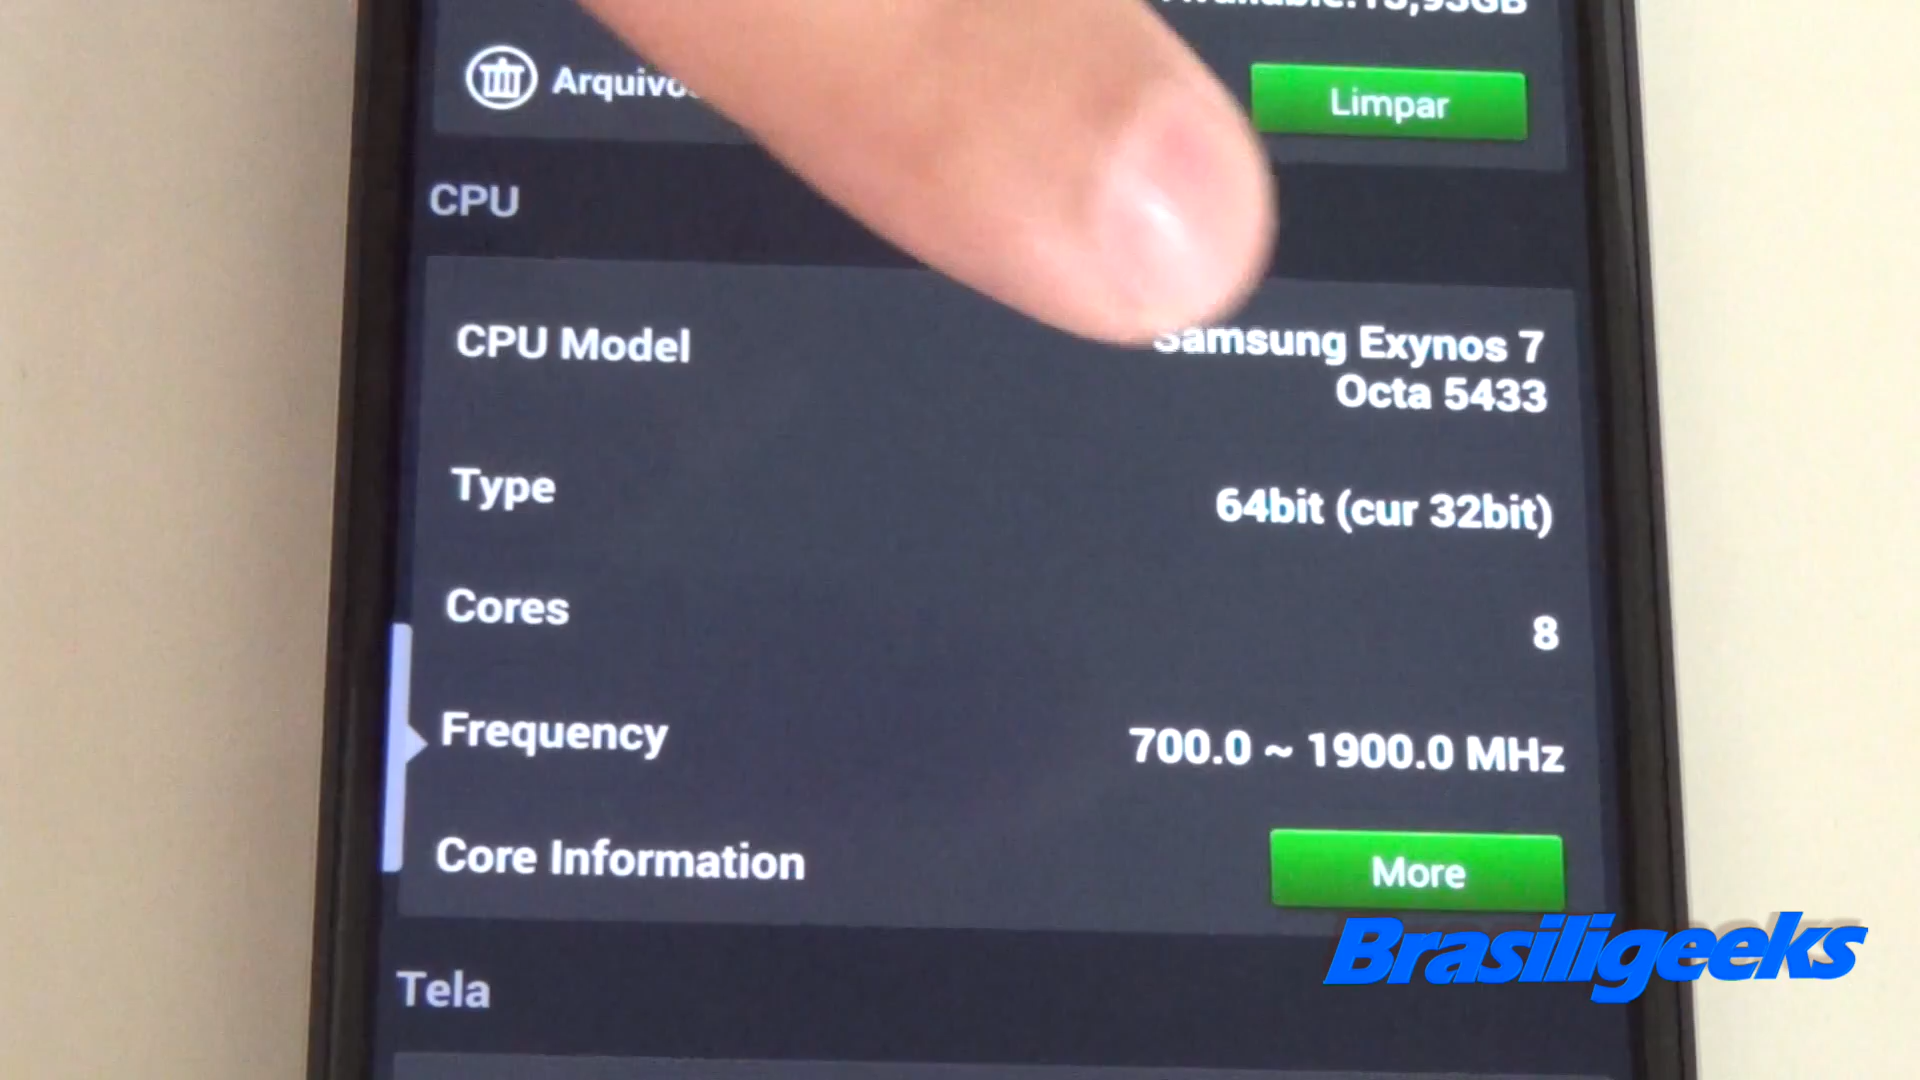 Arquivos
Limpar
CPU
CPU Model
Samsung Exynos 7
Octa 5433
Type
64bit (cur 32bit)
Cores
8
Frequency
700.0 ~ 1900.0 MHz
Core Information
More
Brasiligeeks
Tela